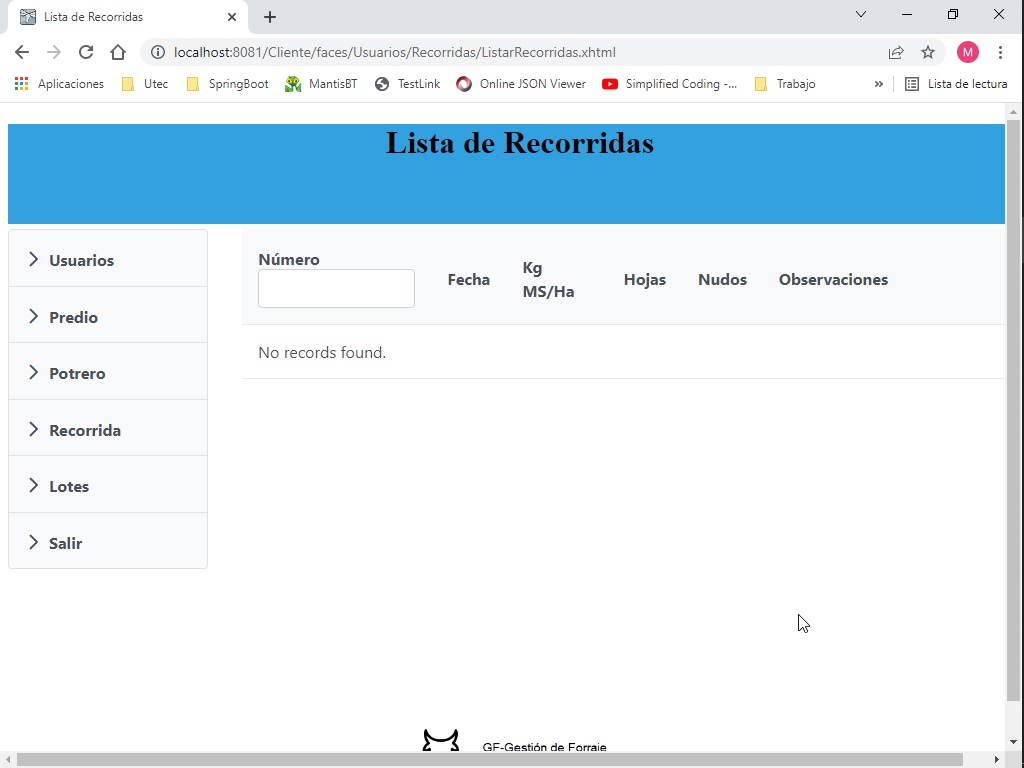 Lista de Recorridas
localhost:8081/Cliente/faces/Usuarios/Recorridas/ListarRecorridas.xhtml
M
Aplicaciones Utec SpringBoot MantisBT TestLink Online JSON Viewer Simplified Coding -... Trabajo » Lista de lectura
Lista de Recorridas
Usuarios
Predio
Potrero
Recorrida
Lotes
Salir
Número Fecha Kg MS/Ha Hojas Nudos Observaciones
No records found.
GF-Gestión de Forraje